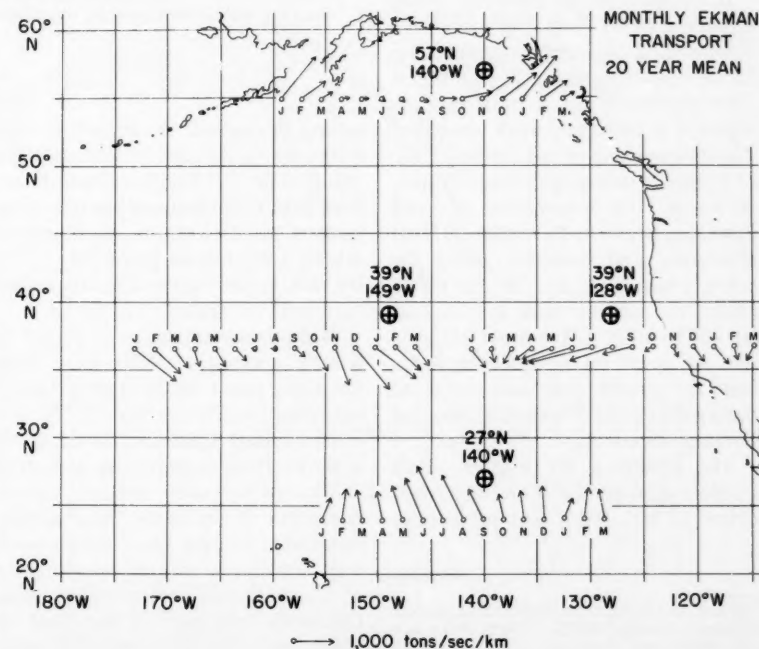 MONTHLY EKMAN
TRANSPORT
20 YEAR MEAN
60°
N
57°N
140°W
J F M A M J J A S O N D J F M
50°
N
40°
N
39°N
149°W
39°N
128°W
J F M A M J J A S O N D J F M
J F M A M J J S O N D J F M
30°
N
27°N
140°W
J F M A M J J A S O N D J F M
20°
N
180°W 170°W 160°W 150°W 140°W 130°W 120°W
1,000 tons/sec/km